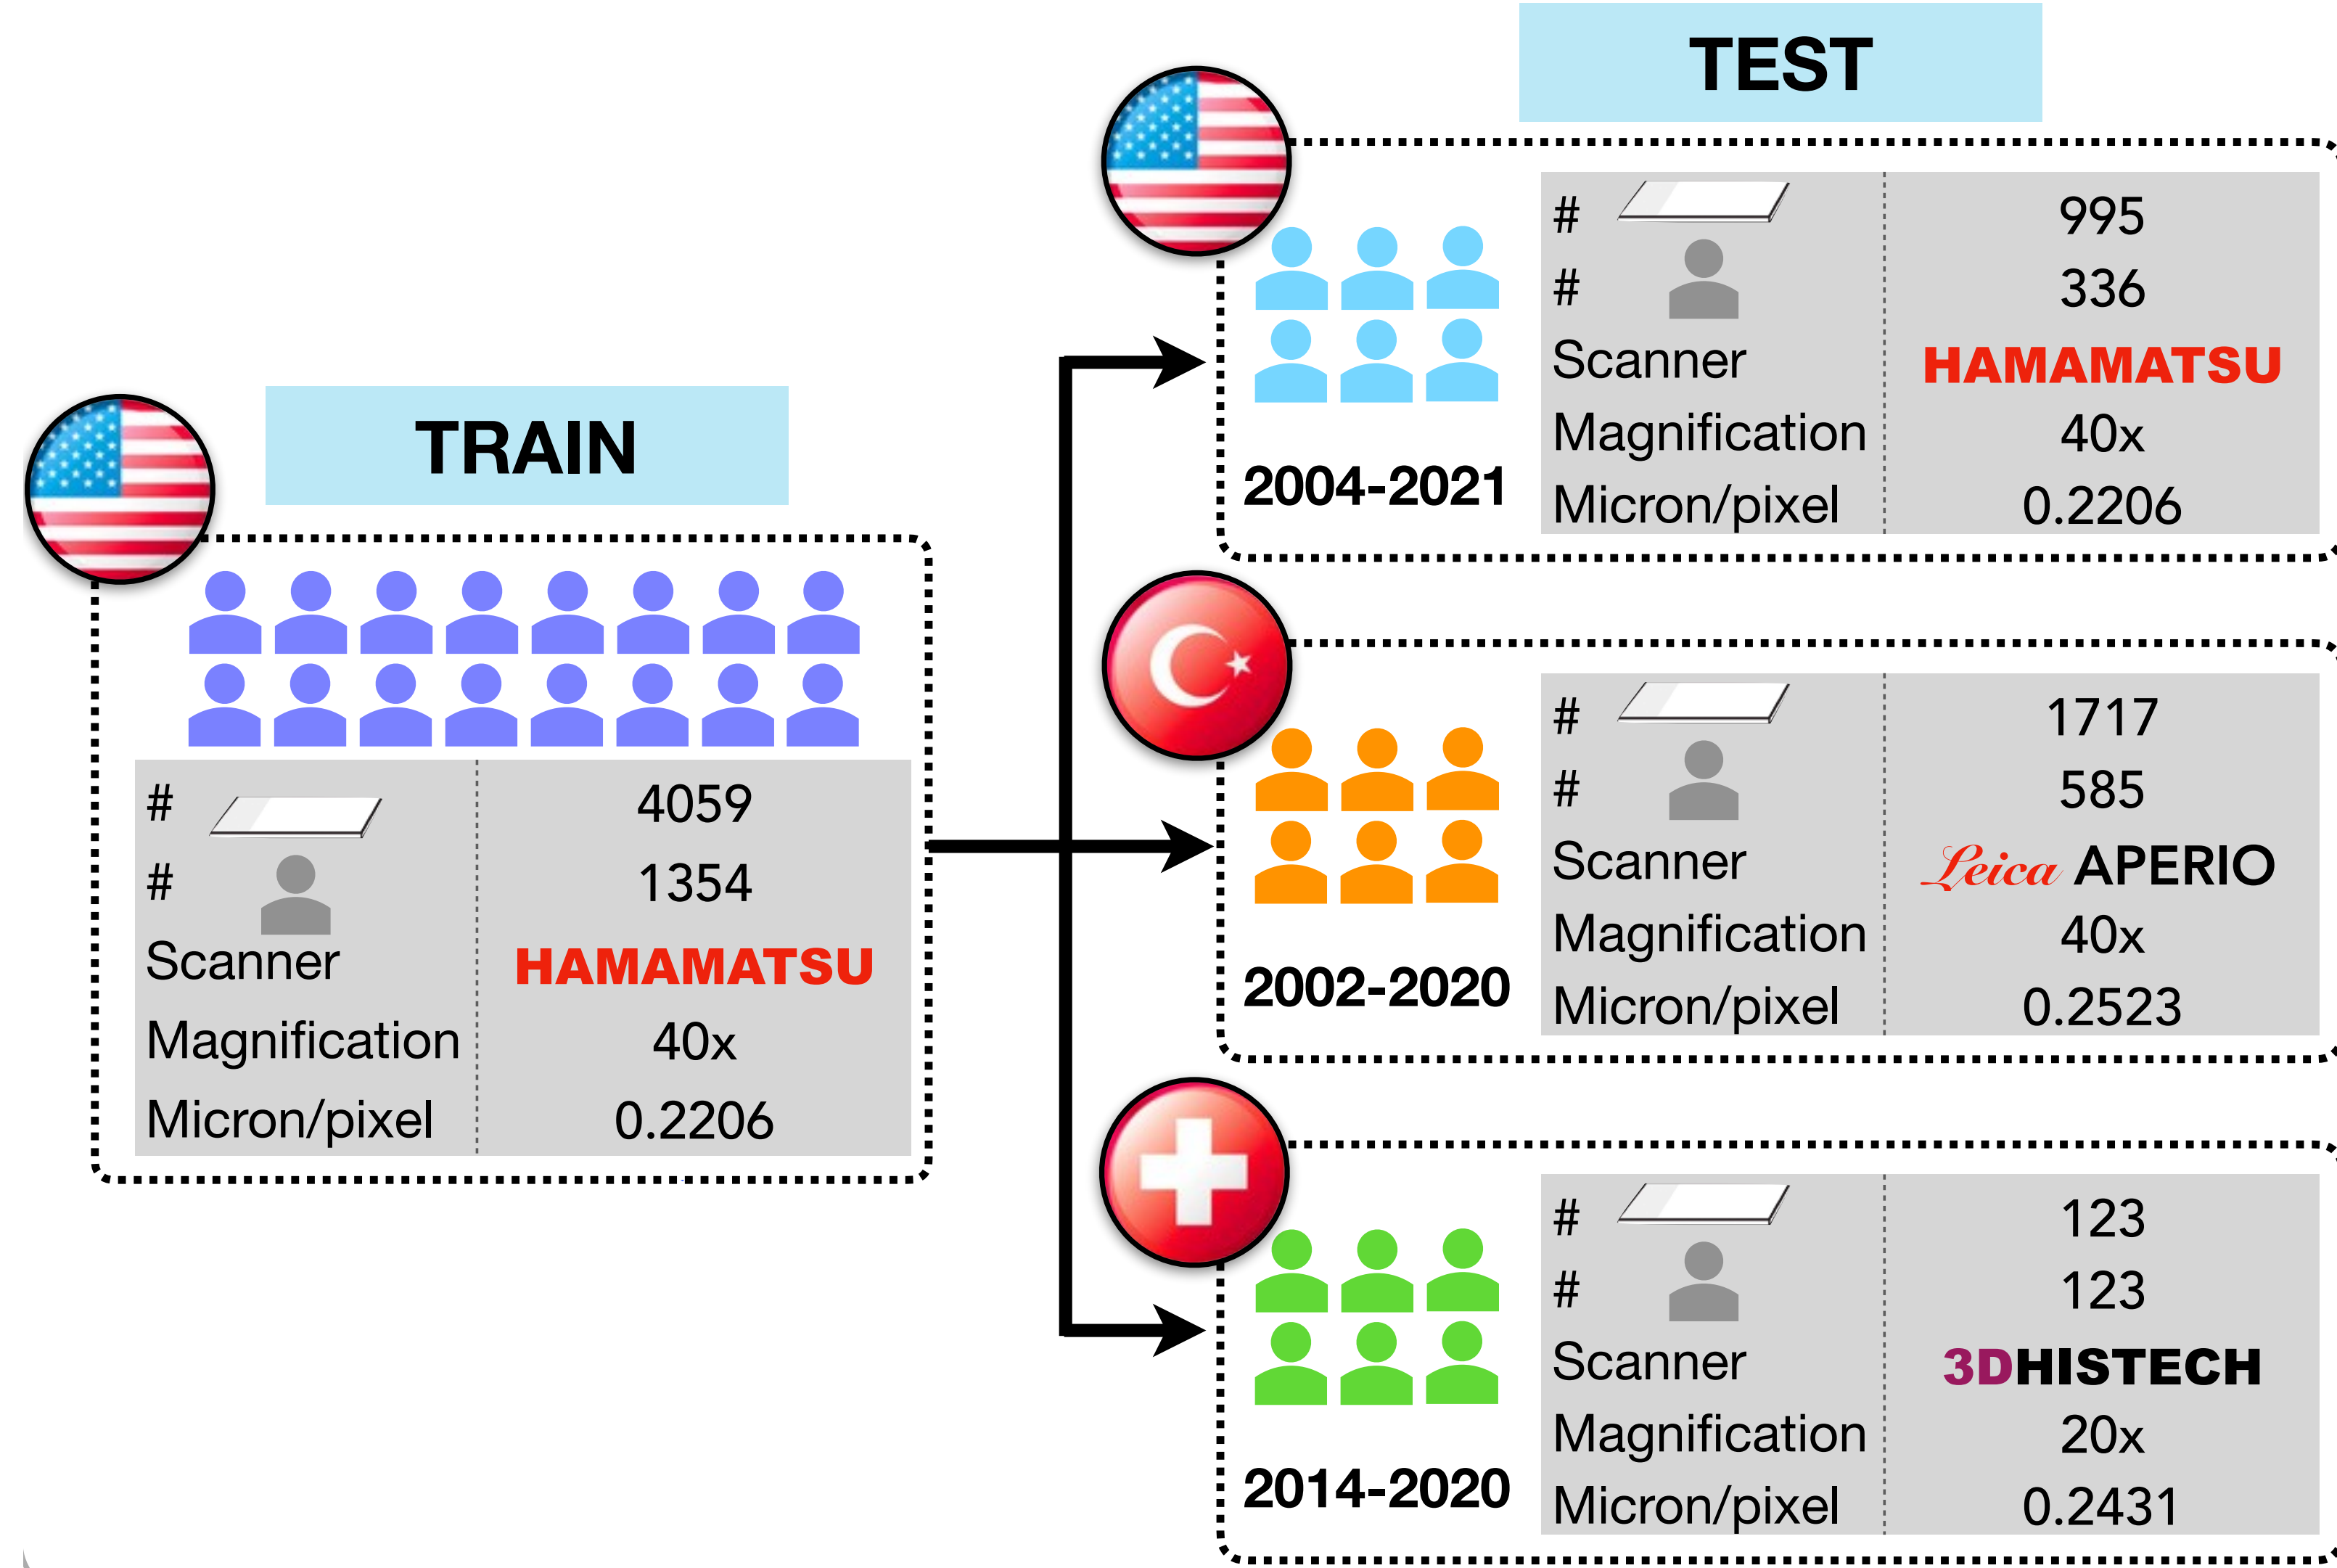 TRAIN
# 4059
# 1354
Scanner HAMAMATSU
Magnification 40x
Micron/pixel 0.2206
TEST
2004-2021
# 995
# 336
Scanner HAMAMATSU
Magnification 40x
Micron/pixel 0.2206
2002-2020
# 1717
# 585
Scanner Leica APERIO
Magnification 40x
Micron/pixel 0.2523
2014-2020
# 123
# 123
Scanner 3DHISTECH
Magnification 20x
Micron/pixel 0.2431